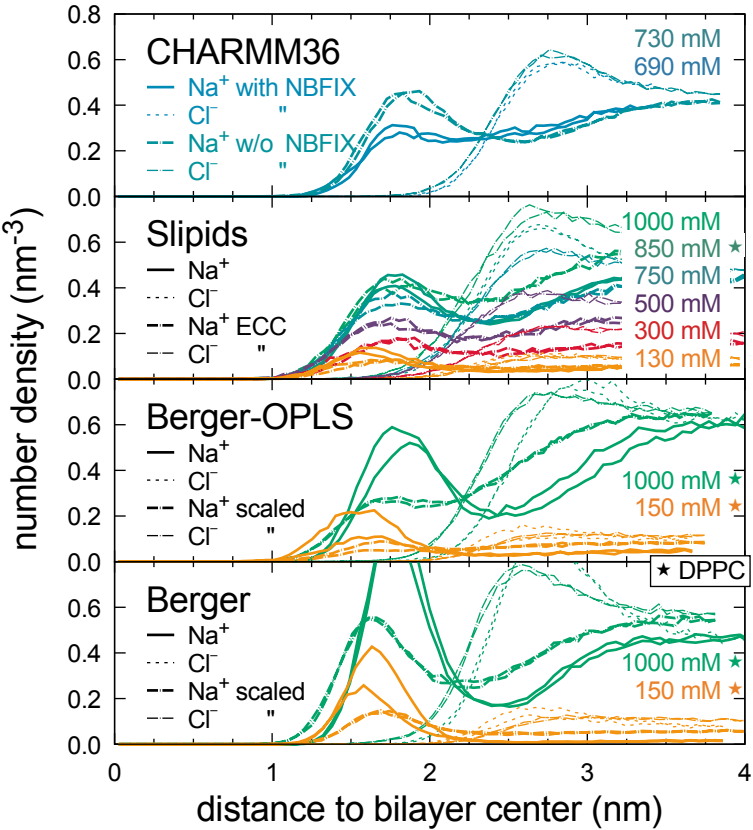 number density (nm⁻³)
0.8
0.6
0.4
0.2
0.0
CHARMM36
Na⁺ with NBFIX
Cl⁻ "
Na⁺ w/o NBFIX
Cl⁻ "
730 mM
690 mM
0.6
0.4
0.2
0.0
Slipids
Na⁺
Cl⁻
Na⁺ ECC
Cl⁻ "
1000 mM
850 mM ★
750 mM
500 mM
300 mM
130 mM
0.6
0.4
0.2
0.0
Berger-OPLS
Na⁺
Cl⁻
Na⁺ scaled
Cl⁻ "
1000 mM ★
150 mM ★
★ DPPC
0.6
0.4
0.2
0.0
Berger
Na⁺
Cl⁻
Na⁺ scaled
Cl⁻ "
1000 mM ★
150 mM ★
0 1 2 3 4
distance to bilayer center (nm)